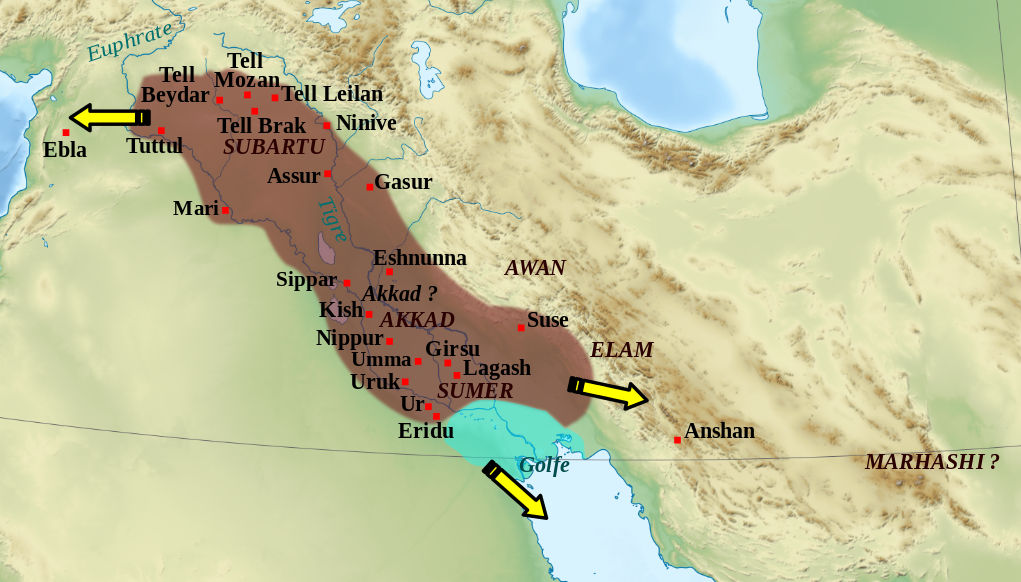 Euphrate
Tell
Mozan
Tell
Beydar
Tell Leilan
Tell Brak
Ninive
SUBARTU
Tuttul
Ebla
Assur
Gasur
Mari
Tigre
Eshnunna
AWAN
Sippar
Akkad ?
Kish
AKKAD
Suse
Nippur
Girsu
ELAM
Umma
Lagash
Uruk
SUMER
Ur
Eridu
Anshan
Golfe
MARHASHI ?